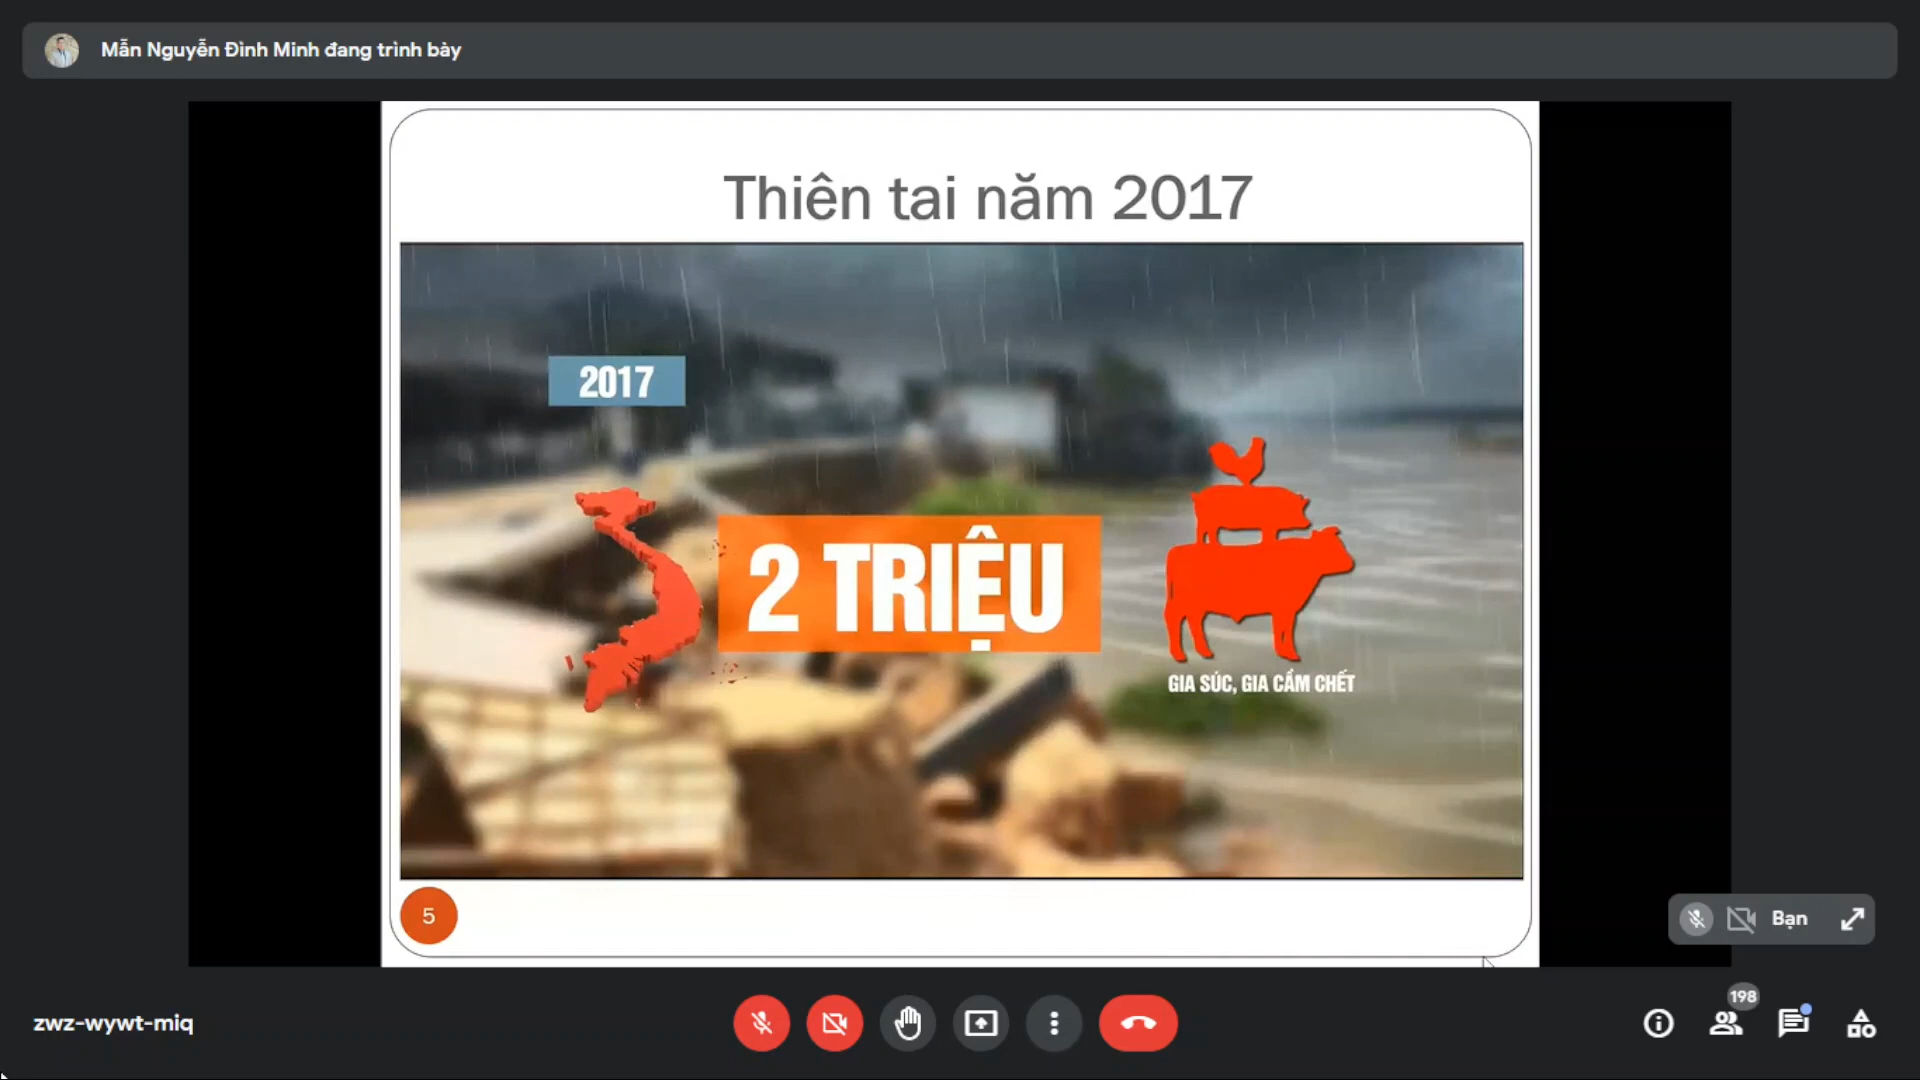 Mẫn Nguyễn Đình Minh đang trình bày
Thiên tai năm 2017
2017
2 TRIỆU
GIA SÚC, GIA CẦM CHẾT
5
Bạn
198
zwz-wywt-miq